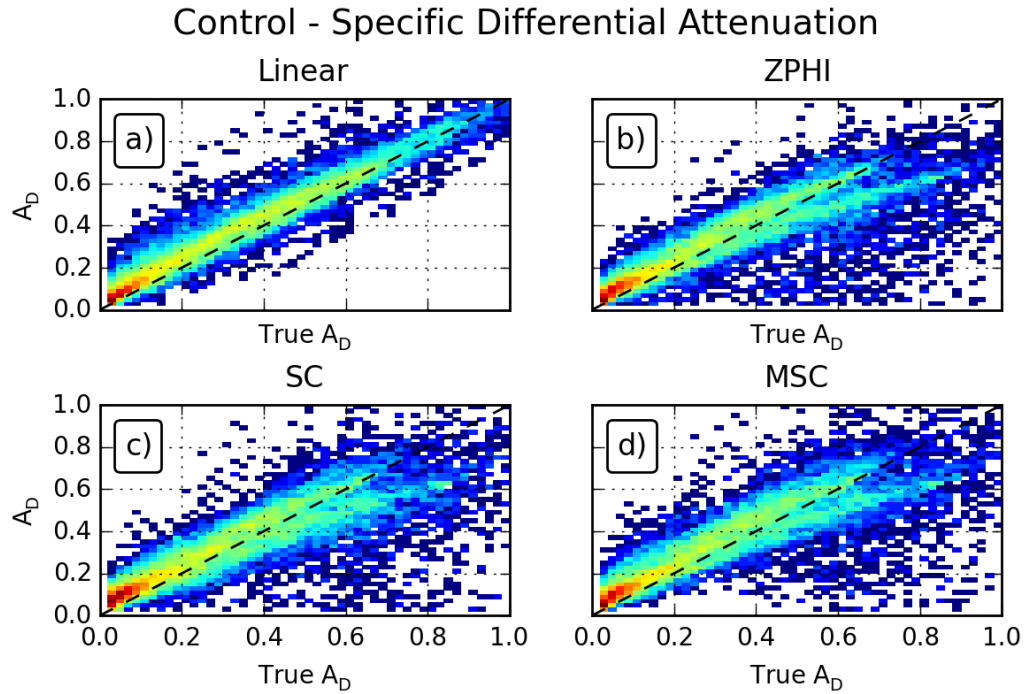 Control - Specific Differential Attenuation
Linear
ZPHI
1.0
0.8
0.6
0.4
0.2
0.0
A_D
a)
b)
True A_D
True A_D
SC
MSC
1.0
0.8
0.6
0.4
0.2
0.0
A_D
c)
d)
0.0 0.2 0.4 0.6 0.8 1.0
0.0 0.2 0.4 0.6 0.8 1.0
True A_D
True A_D